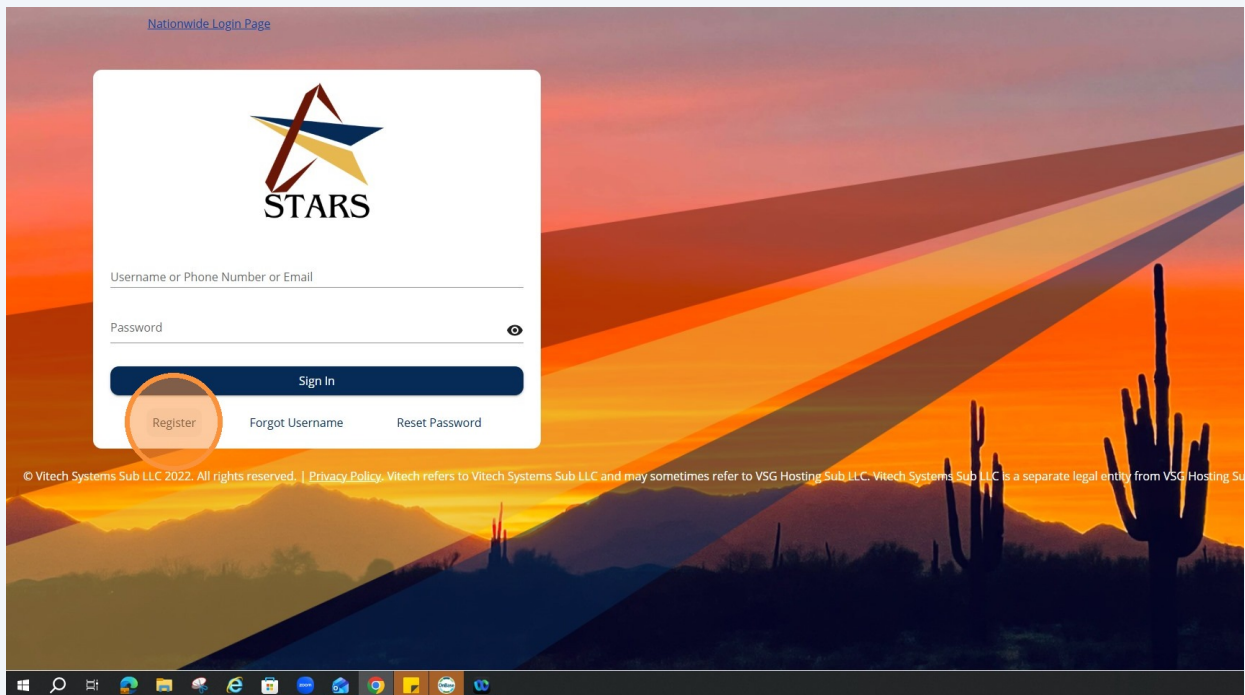 Nationwide Login Page
STARS
Username or Phone Number or Email
Password
Sign In
Register
Forgot Username
Reset Password
© Vitech Systems Sub LLC 2022. All rights reserved. | Privacy Policy. Vitech refers to Vitech Systems Sub LLC and may sometimes refer to VSG Hosting Sub LLC. Vitech Systems Sub LLC is a separate legal entity from VSG Hosting Su
zoom
OnBase